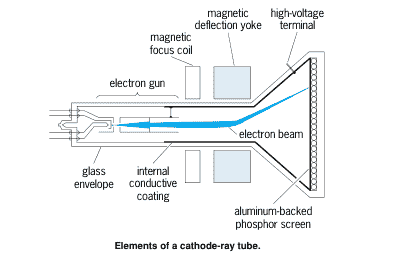 magnetic
deflection yoke
high-voltage
terminal
magnetic
focus coil
electron gun
electron beam
glass
envelope
internal
conductive
coating
aluminum-backed
phosphor screen
Elements of a cathode-ray tube.